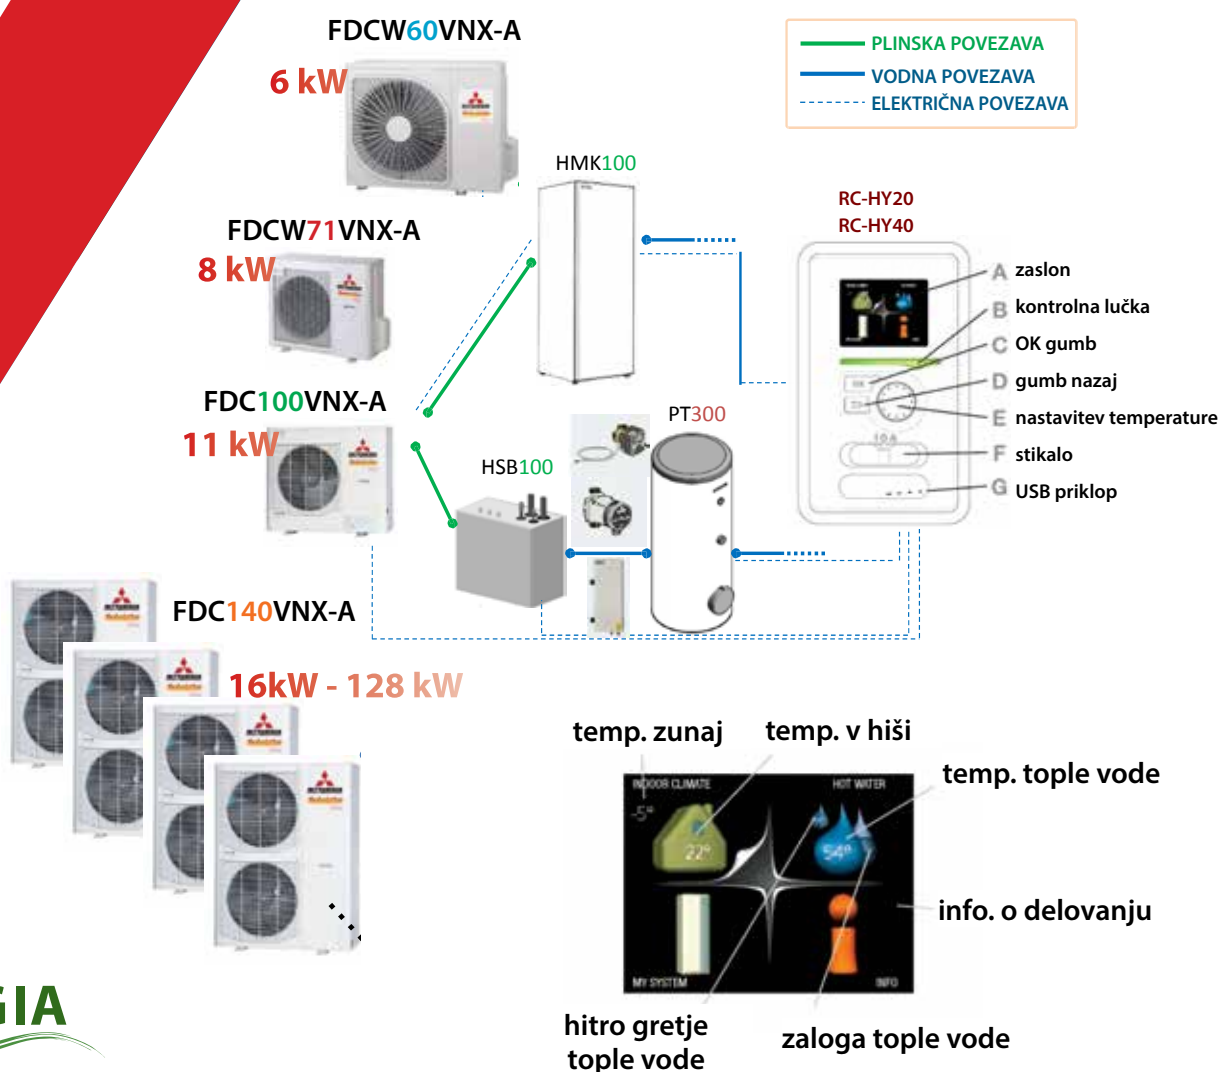 FDCW60VNX-A
6 kW
PLINSKA POVEZAVA
VODNA POVEZAVA
ELEKTRIČNA POVEZAVA
HMK100
FDCW71VNX-A
8 kW
RC-HY20
RC-HY40
A zaslon
B kontrolna lučka
C OK gumb
D gumb nazaj
E nastavitev temperature
F stikalo
G USB priklop
FDC100VNX-A
11 kW
PT300
HSB100
FDC140VNX-A
16kW - 128 kW
temp. zunaj
temp. v hiši
temp. tople vode
INDOOR CLIMATE
HOT WATER
-5°
22°
54°
info. o delovanju
MY SYSTEM
INFO
hitro gretje
tople vode
zaloga tople vode
GIA